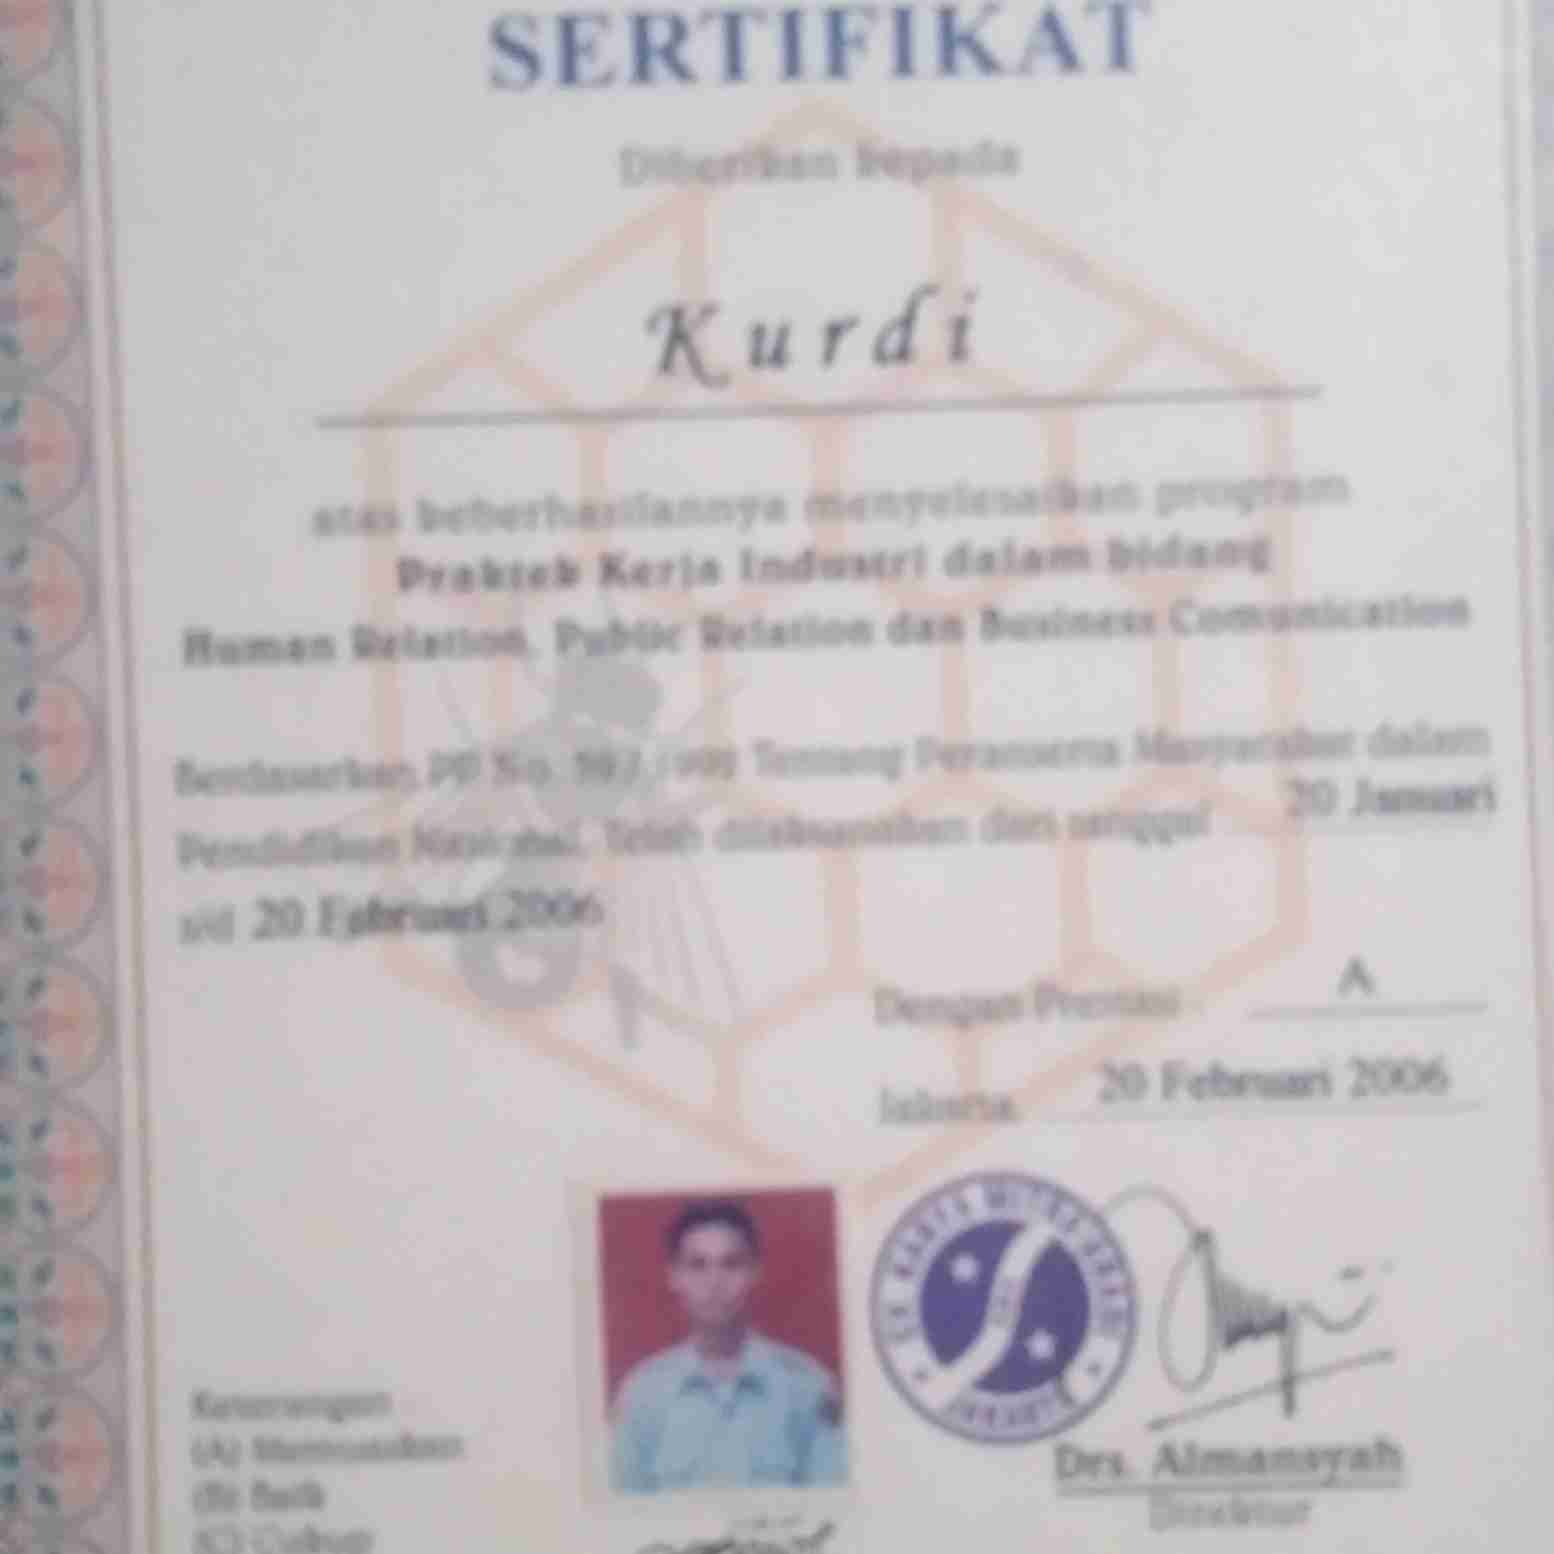 SERTIFIKAT
Diberikan kepada
Kurdi
atas keberhasilannya menyelesaikan program
Praktek Kerja Industri dalam bidang
Human Relation, Public Relation dan Business Comunication
Berdasarkan PP No. Tentang Peranserta Masyarakat dalam
Pendidikan Nasional, Telah dilaksanakan dari tanggal 20 Januari
s/d 20 Februari 2006
Dengan Prestasi : A
Jakarta, 20 Februari 2006
JAKARTA
Drs. Almansyah
Direktur
Keterangan
(A) Memuaskan
(B) Baik
(C) Cukup